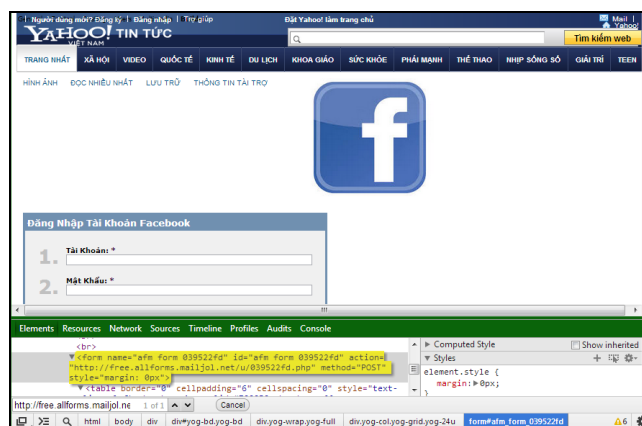 Người dùng mới? Đăng ký Đăng nhập Trợ giúp Đặt Yahoo! làm trang chủ Mail
Yahoo!
YAHOO! TIN TỨC
VIỆT NAM
Tìm kiếm web
TRANG NHẤT XÃ HỘI VIDEO QUỐC TẾ KINH TẾ DU LỊCH KHOA GIÁO SỨC KHỎE PHÁI MẠNH THỂ THAO NHỊP SỐNG SỐ GIẢI TRÍ TEEN
HÌNH ẢNH ĐỌC NHIỀU NHẤT LƯU TRỮ THÔNG TIN TÀI TRỢ
f
Đăng Nhập Tài Khoản Facebook
1. Tài Khoản: *
2. Mật Khẩu: *
Elements Resources Network Sources Timeline Profiles Audits Console
<br>
▼<form name="afm_form_039522fd" id="afm_form_039522fd" action=
"http://free.allforms.mailjol.net/u/039522fd.php" method="POST"
style="margin: 0px">
▼<table border="0" cellpadding="6" cellspacing="0" style="text-
▶ Computed Style Show inherited
▼ Styles
element.style {
margin:▶0px;
}
http://free.allforms.mailjol.ne 1 of 1 Cancel
html body div div#yog-bd.yog-bd div.yog-wrap.yog-full div.yog-col.yog-grid.yog-24u form#afm_form_039522fd 6